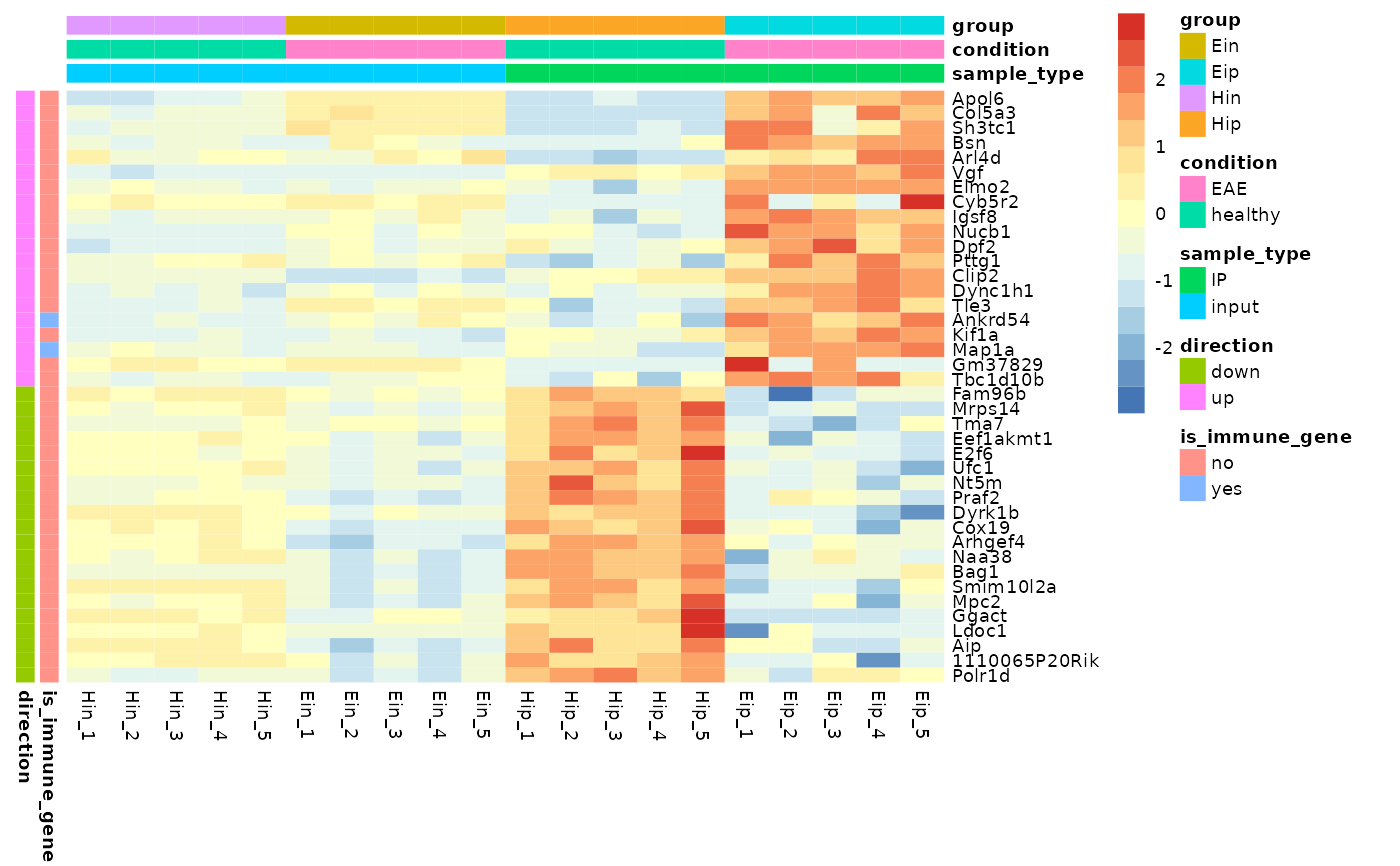 group
condition
sample_type
Apol6
Col5a3
Sh3tc1
Bsn
Arl4d
Vgf
Elmo2
Cyb5r2
Igsf8
Nucb1
Dpf2
Pttg1
Clip2
Dync1h1
Tle3
Ankrd54
Kif1a
Map1a
Gm37829
Tbc1d10b
Fam96b
Mrps14
Tma7
Eef1akmt1
E2f6
Ufc1
Nt5m
Praf2
Dyrk1b
Cox19
Arhgef4
Naa38
Bag1
Smim10l2a
Mpc2
Ggact
Ldoc1
Aip
1110065P20Rik
Polr1d
direction
is_immune_gene
Hin_1
Hin_2
Hin_3
Hin_4
Hin_5
Ein_1
Ein_2
Ein_3
Ein_4
Ein_5
Hip_1
Hip_2
Hip_3
Hip_4
Hip_5
Eip_1
Eip_2
Eip_3
Eip_4
Eip_5
2
1
0
-1
-2
group
Ein
Eip
Hin
Hip
condition
EAE
healthy
sample_type
IP
input
direction
down
up
is_immune_gene
no
yes